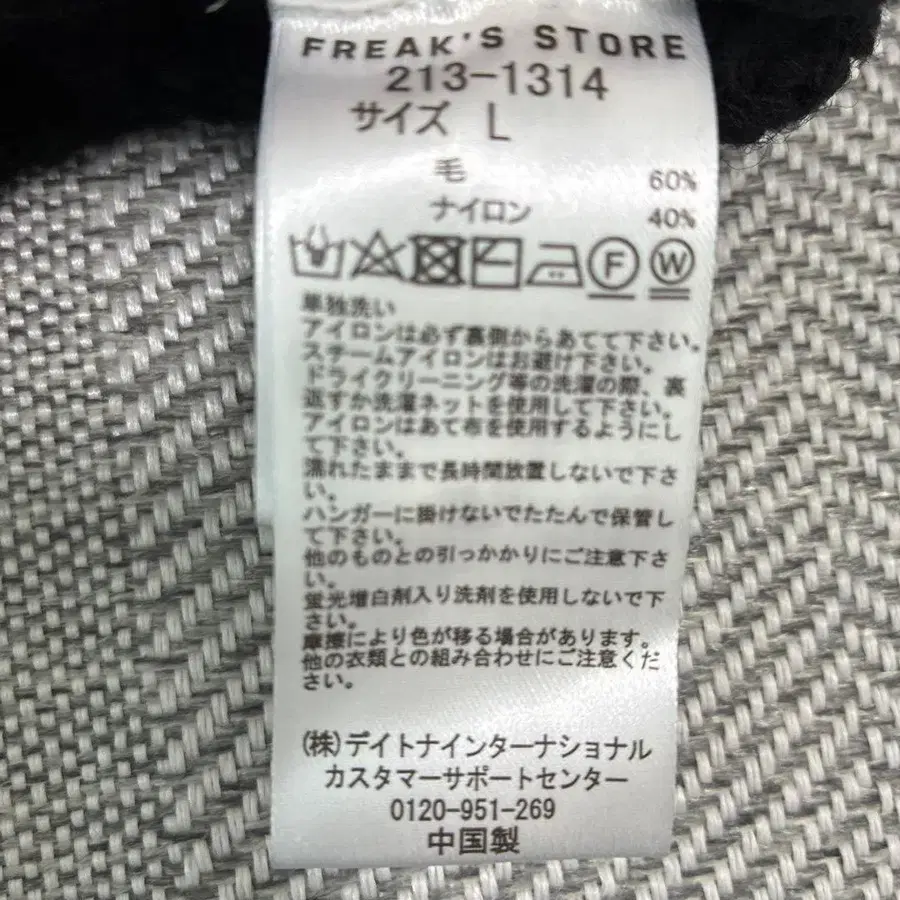 FREAK'S STORE
213-1314
サイズ L
毛 60%
ナイロン 40%
F W
単独洗い
アイロンは必ず裏側からあてて下さい。
スチームアイロンはお避け下さい。
ドライクリーニング等の洗濯の際、裏
返すか洗濯ネットを使用して下さい。
アイロンはあて布を使用するようにし
て下さい。
濡れたままで長時間放置しないで下さ
い。
ハンガーに掛けないでたたんで保管し
て下さい。
他のものとの引っかかりにご注意下さ
い。
蛍光増白剤入り洗剤を使用しないで下
さい。
摩擦により色が移る場合があります。
他の衣類との組み合わせにご注意くだ
さい。
(株)デイトナインターナショナル
カスタマーサポートセンター
0120-951-269
中国製